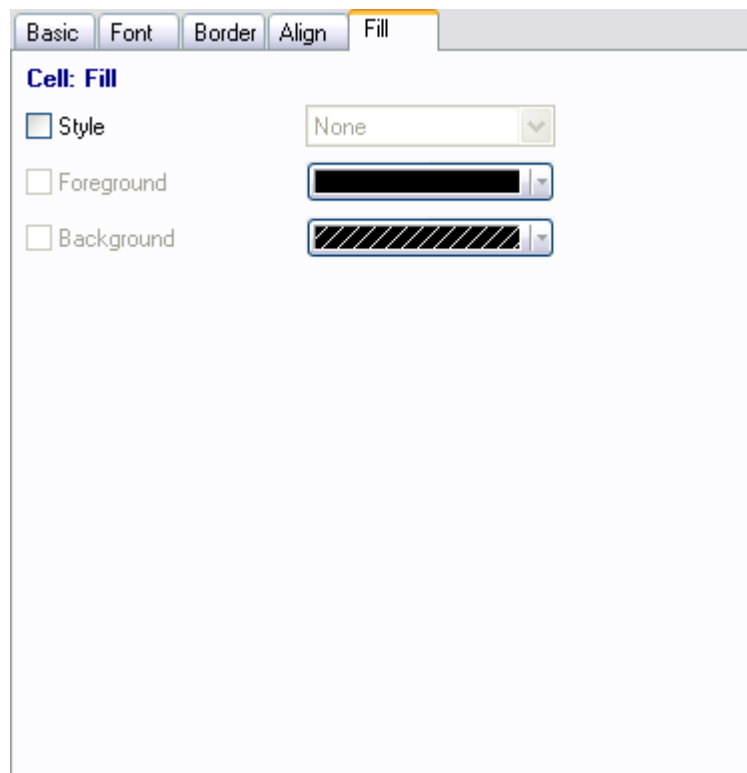 Basic Font Border Align Fill
Cell: Fill
Style None
Foreground
Background